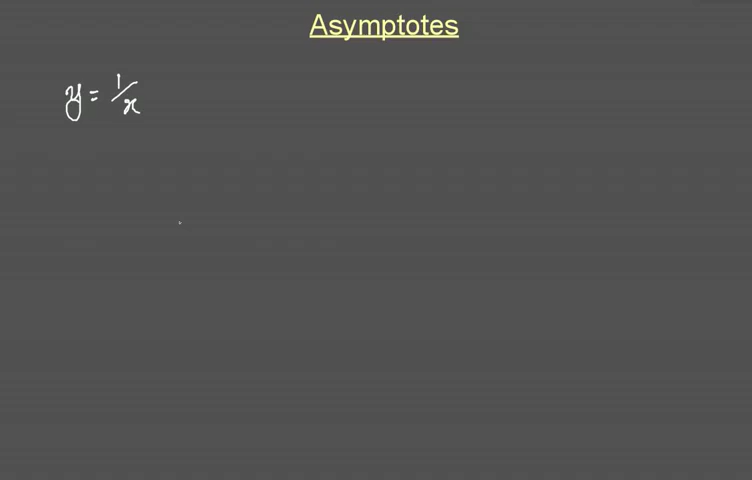 Asymptotes
y = 1/x